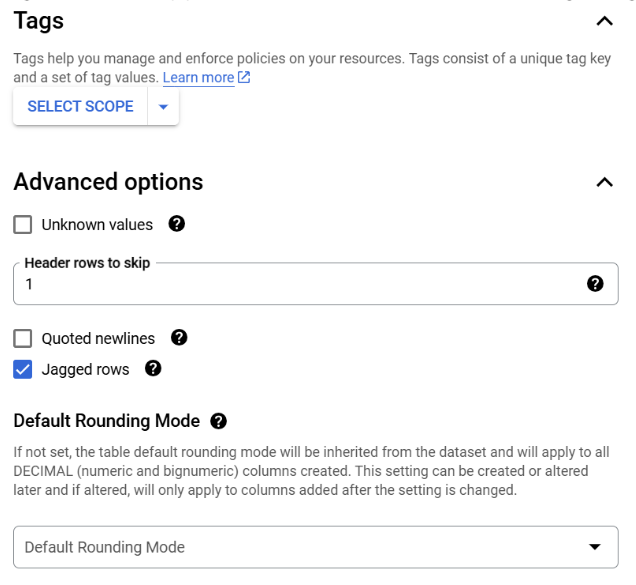 Tags
Tags help you manage and enforce policies on your resources. Tags consist of a unique tag key
and a set of tag values. Learn more
SELECT SCOPE
Advanced options
Unknown values
Header rows to skip
1
Quoted newlines
Jagged rows
Default Rounding Mode
If not set, the table default rounding mode will be inherited from the dataset and will apply to all
DECIMAL (numeric and bignumeric) columns created. This setting can be created or altered
later and if altered, will only apply to columns added after the setting is changed.
Default Rounding Mode